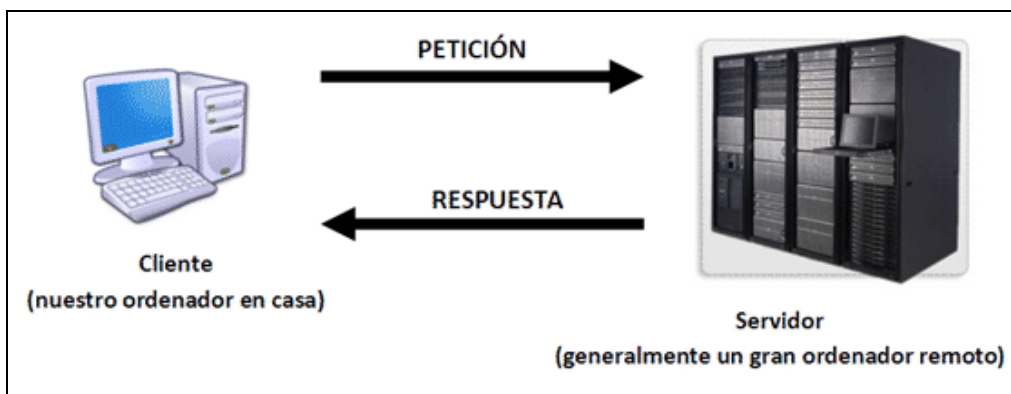 PETICIÓN
RESPUESTA
Cliente
(nuestro ordenador en casa)
Servidor
(generalmente un gran ordenador remoto)